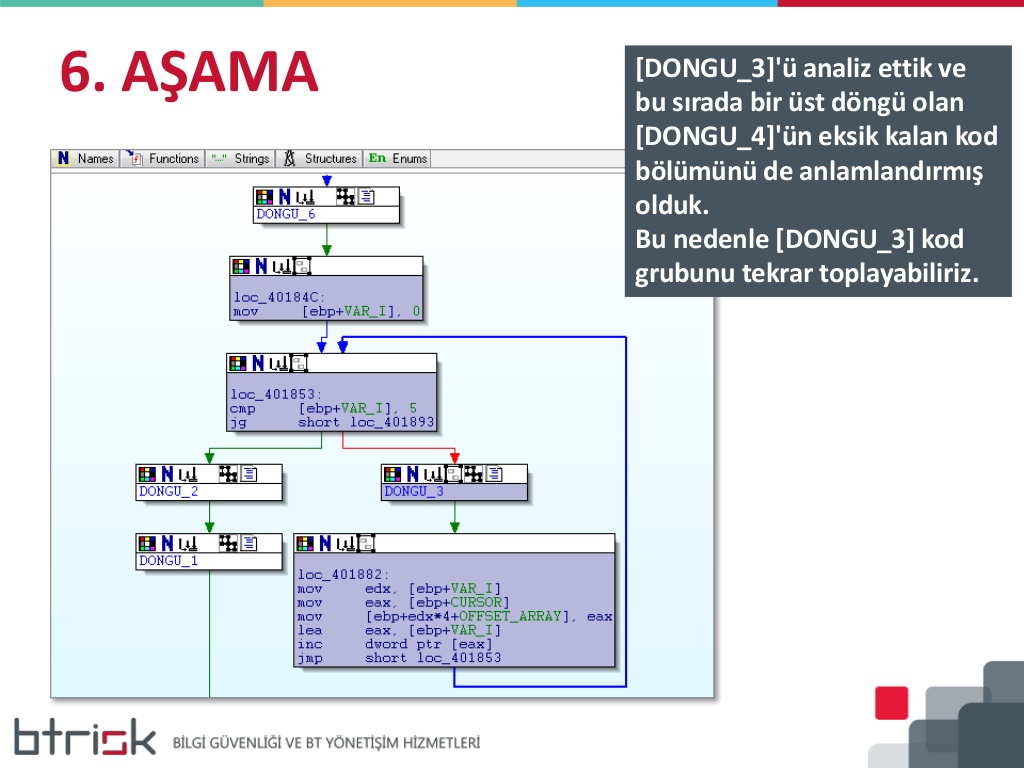 6. AŞAMA
[DONGU_3]'ü analiz ettik ve
bu sırada bir üst döngü olan
[DONGU_4]'ün eksik kalan kod
bölümünü de anlamlandırmış
olduk.
Bu nedenle [DONGU_3] kod
grubunu tekrar toplayabiliriz.
N Names Functions "..." Strings Structures En Enums
DONGU_6
loc_40184C:
mov [ebp+VAR_I], 0
loc_401853:
cmp [ebp+VAR_I], 5
jg short loc_401893
DONGU_2
DONGU_3
DONGU_1
loc_401882:
mov edx, [ebp+VAR_I]
mov eax, [ebp+CURSOR]
mov [ebp+edx*4+OFFSET_ARRAY], eax
lea eax, [ebp+VAR_I]
inc dword ptr [eax]
jmp short loc_401853
btrisk BİLGİ GÜVENLİĞİ VE BT YÖNETİŞİM HİZMETLERİ